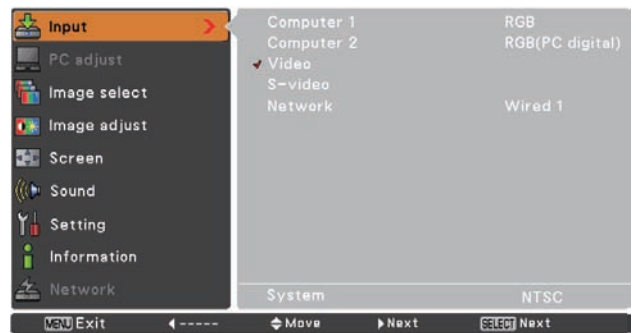 Input
PC adjust
Image select
Image adjust
Screen
Sound
Setting
Information
Network
Computer 1 RGB
Computer 2 RGB(PC digital)
Video
S-video
Network Wired 1
System NTSC
MENU Exit ----- Move Next SELECT Next